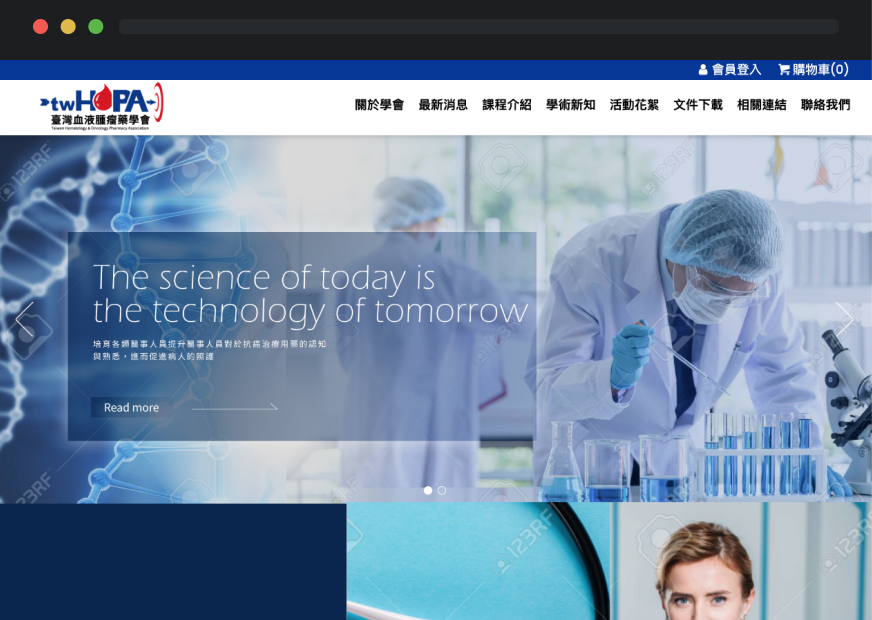 會員登入 購物車(0)
twHOPA
臺灣血液腫瘤藥學會
Taiwan Hematology & Oncology Pharmacy Association
關於學會 最新消息 課程介紹 學術新知 活動花絮 文件下載 相關連結 聯絡我們
The science of today is
the technology of tomorrow
培育各類醫事人員提升醫事人員對於抗癌治療用藥的認知
與熟悉,進而促進病人的照護
Read more
123RF
123RF
123RF
123RF
123RF
123RF